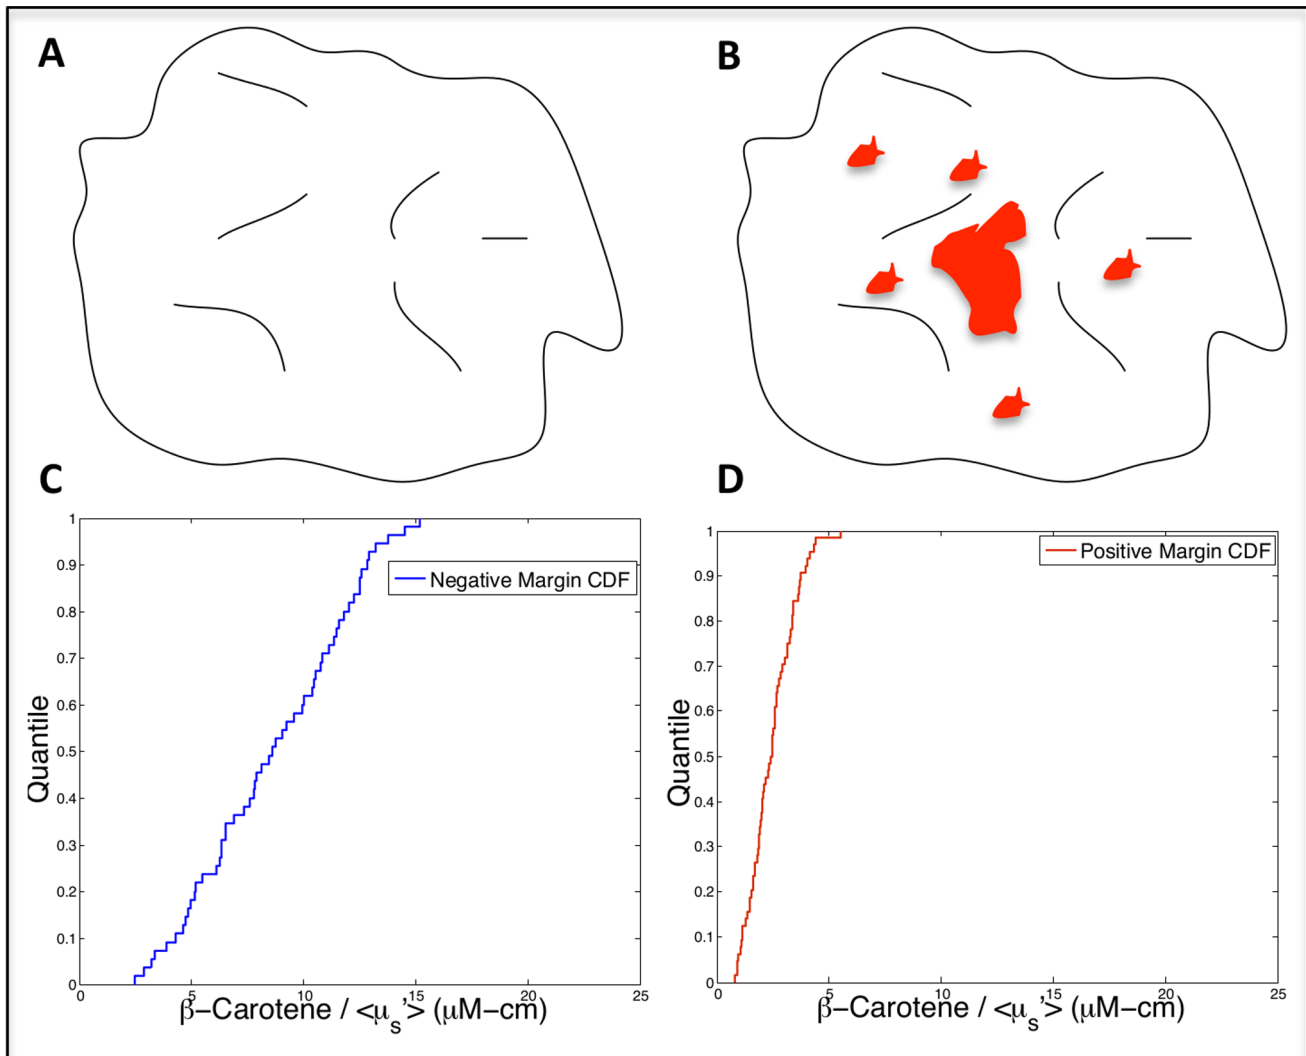 A
B
C
1
0.9
0.8
0.7
0.6
0.5
0.4
0.3
0.2
0.1
0
Quantile
Negative Margin CDF
0 5 10 15 20 25
β−Carotene / <μs'> (μM−cm)
D
1
0.9
0.8
0.7
0.6
0.5
0.4
0.3
0.2
0.1
0
Quantile
Positive Margin CDF
0 5 10 15 20 25
β−Carotene / <μs'> (μM−cm)